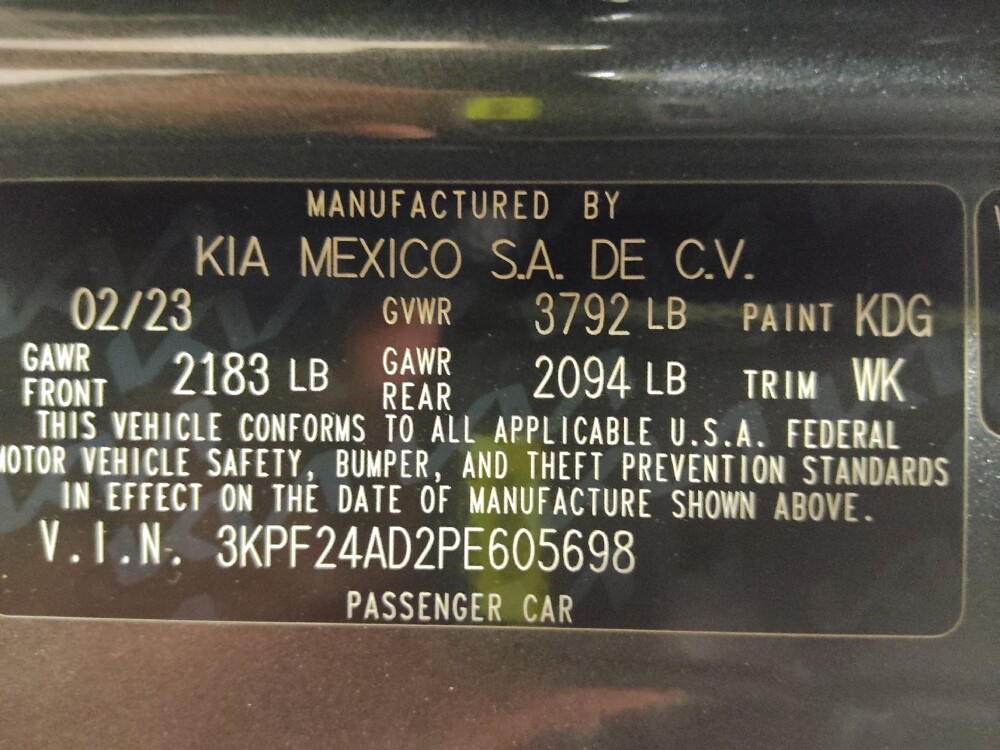 MANUFACTURED BY
KIA MEXICO S.A. DE C.V.
02/23 GVWR 3792 LB PAINT KDG
GAWR FRONT 2183 LB GAWR REAR 2094 LB TRIM WK
THIS VEHICLE CONFORMS TO ALL APPLICABLE U.S.A. FEDERAL
MOTOR VEHICLE SAFETY, BUMPER, AND THEFT PREVENTION STANDARDS
IN EFFECT ON THE DATE OF MANUFACTURE SHOWN ABOVE.
V.I.N. 3KPF24AD2PE605698
PASSENGER CAR